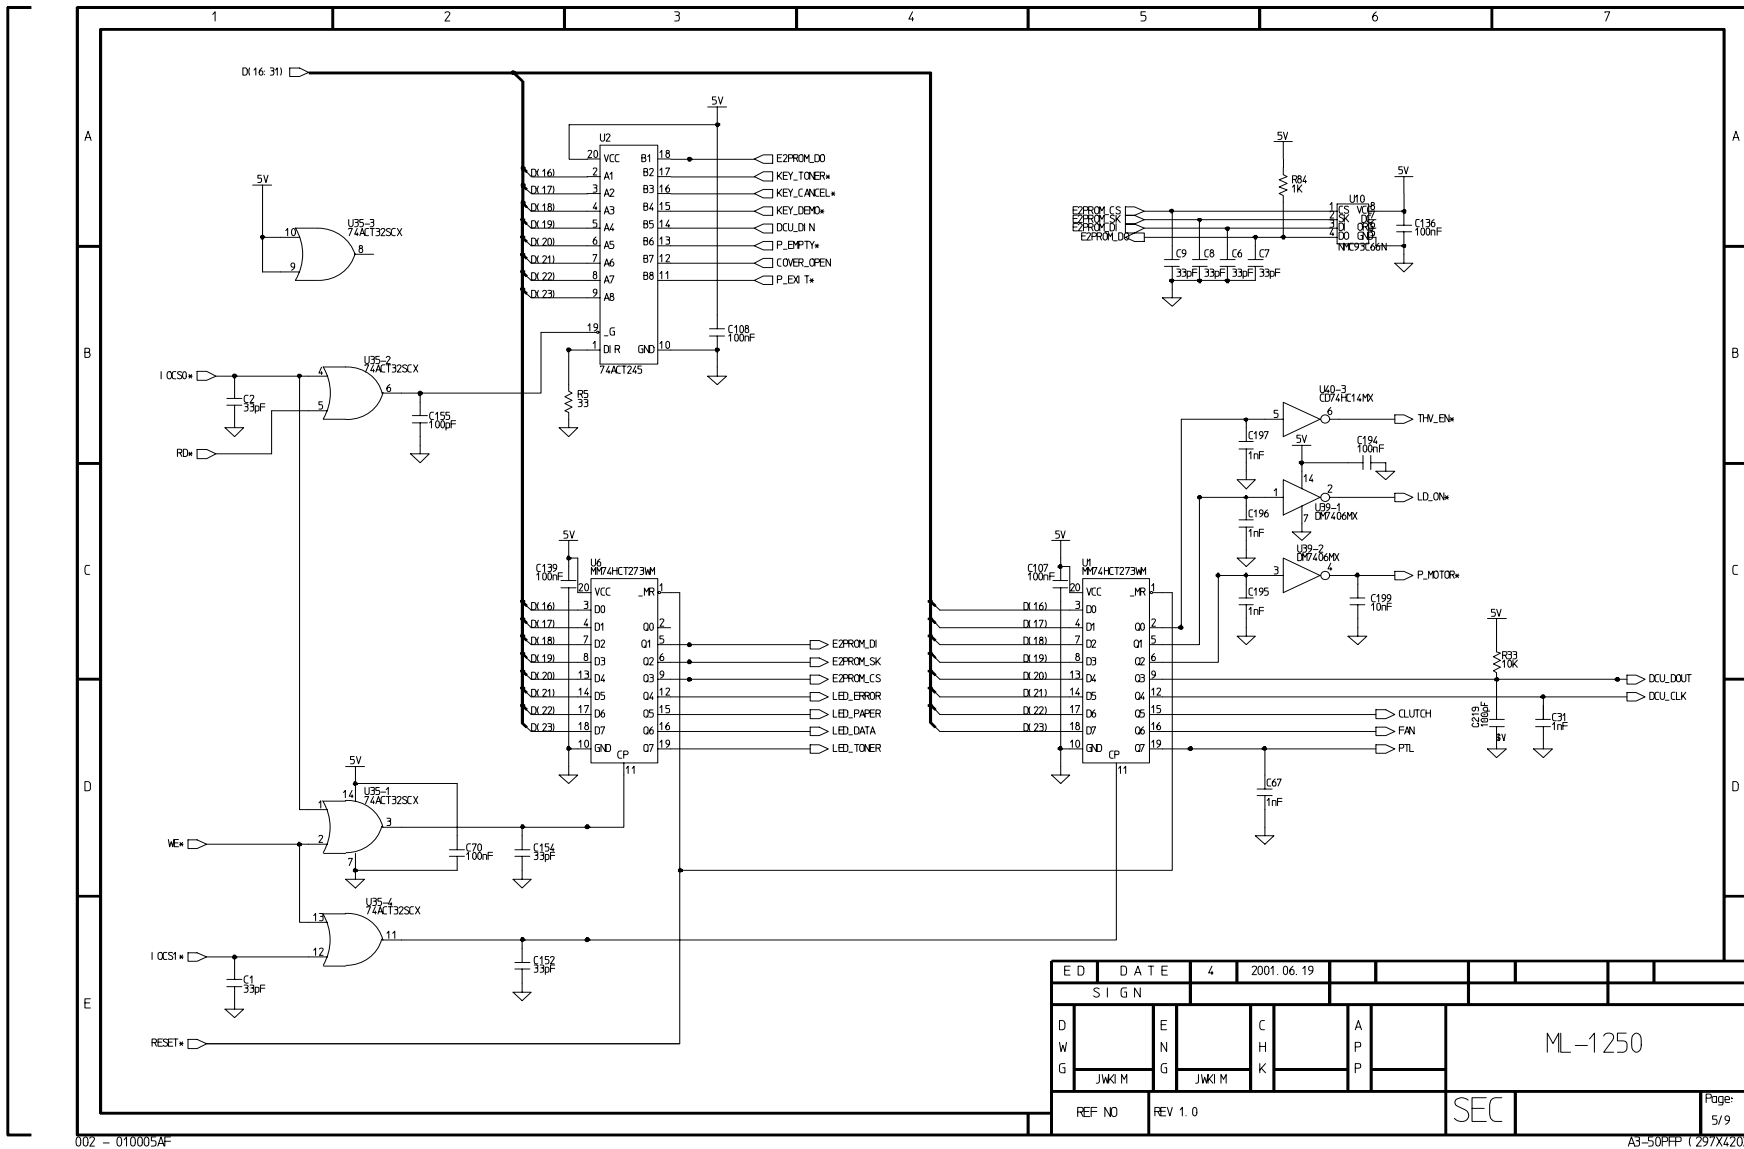 1 2 3 4 5 6 7
D(16:31)
A A
B B
C C
D D
E
5V
U35-3
74ACT32SCX
10
9
8
5V
U2
20 VCC B1 18 E2PROM_DO
D(16) 2 A1 B2 17 KEY_TONER*
D(17) 3 A2 B3 16 KEY_CANCEL*
D(18) 4 A3 B4 15 KEY_DEMO*
D(19) 5 A4 B5 14 DCU_DIN
D(20) 6 A5 B6 13 P_EMPTY*
D(21) 7 A6 B7 12 COVER_OPEN
D(22) 8 A7 B8 11 P_EXIT*
D(23) 9 A8
19 _G
1 DIR GND 10
74ACT245
C108
100nF
R5
33
5V
R84
1K
5V
U10
E2PROM_CS 1 CS
E2PROM_SK 2 SK
E2PROM_DI 3 DI
E2PROM_DO 4 DO
NMC93C66N
C136
100nF
C9
33pF
C8
33pF
C6
33pF
C7
33pF
IOCS0*
C2
33pF
RD*
U35-2
74ACT32SCX
4
5
6
C155
100pF
U40-3
CD74HC14MX
5 6 THV_EN*
C197
1nF
5V
C194
100nF
14
1 2 LD_ON*
U39-1
DM7406MX
7
C196
1nF
U39-2
DM7406MX
3 4 P_MOTOR*
C195
1nF
C199
10nF
5V
C139
100nF
U6
MM74HCT273WM
20 VCC _MR 1
D(16) 3 D0
D(17) 4 D1 Q0 2
D(18) 7 D2 Q1 5 E2PROM_DI
D(19) 8 D3 Q2 6 E2PROM_SK
D(20) 13 D4 Q3 9 E2PROM_CS
D(21) 14 D5 Q4 12 LED_ERROR
D(22) 17 D6 Q5 15 LED_PAPER
D(23) 18 D7 Q6 16 LED_DATA
10 GND Q7 19 LED_TONER
CP
11
5V
C107
100nF
U1
MM74HCT273WM
20 VCC _MR 1
D(16) 3 D0
D(17) 4 D1 Q0 2
D(18) 7 D2 Q1 5
D(19) 8 D3 Q2 6
D(20) 13 D4 Q3 9 DCU_DOUT
D(21) 14 D5 Q4 12 DCU_CLK
D(22) 17 D6 Q5 15 CLUTCH
D(23) 18 D7 Q6 16 FAN
10 GND Q7 19 PTL
CP
11
5V
R33
10K
C219
100pF
C31
1nF
C67
1nF
5V
14
U35-1
74ACT32SCX
1
2
3
7
WE*
C70
100nF
C154
33pF
U35-4
74ACT32SCX
13
12
11
IOCS1*
C1
33pF
C152
33pF
RESET*
ED DATE 4 2001.06.19
SIGN
DWG JWKIM ENG JWKIM CHK APP
ML-1250
REF NO REV 1.0 SEC
Page:
5/9
002 - 010005AF
A3-50PFP (297X420